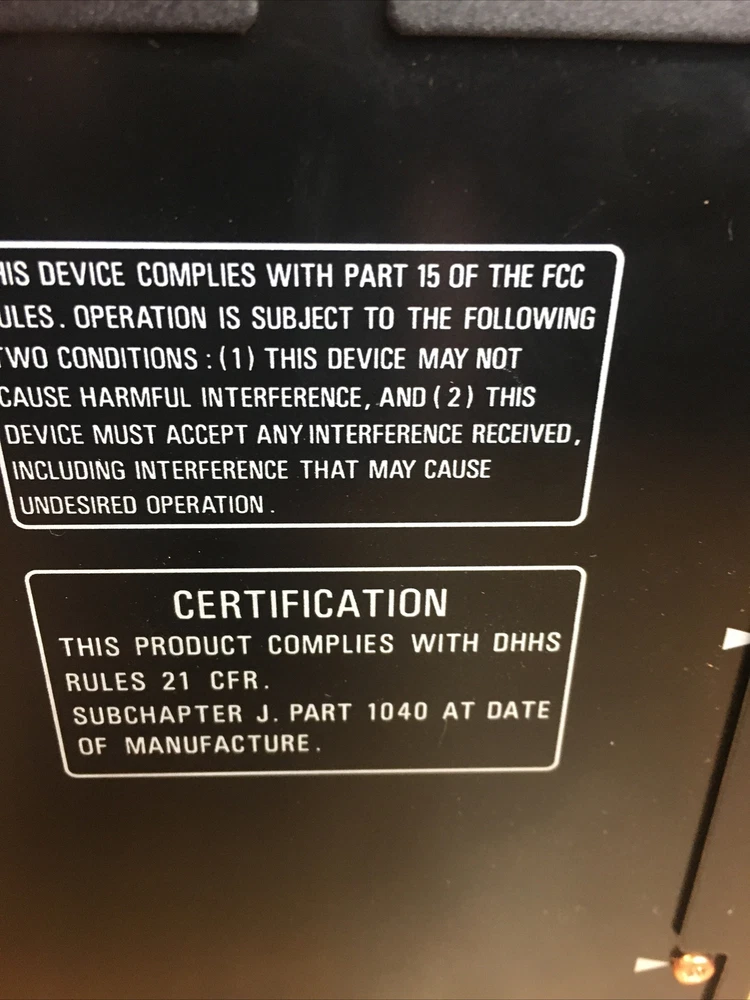 HIS DEVICE COMPLIES WITH PART 15 OF THE FCC
ULES. OPERATION IS SUBJECT TO THE FOLLOWING
TWO CONDITIONS : (1) THIS DEVICE MAY NOT
CAUSE HARMFUL INTERFERENCE, AND (2) THIS
DEVICE MUST ACCEPT ANY INTERFERENCE RECEIVED,
INCLUDING INTERFERENCE THAT MAY CAUSE
UNDESIRED OPERATION.
CERTIFICATION
THIS PRODUCT COMPLIES WITH DHHS
RULES 21 CFR.
SUBCHAPTER J. PART 1040 AT DATE
OF MANUFACTURE.